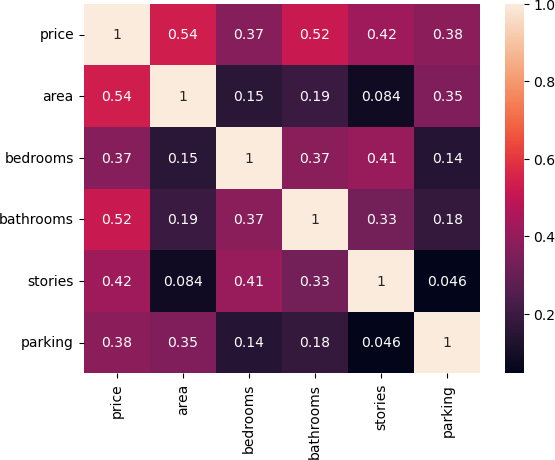 price 1 0.54 0.37 0.52 0.42 0.38
area 0.54 1 0.15 0.19 0.084 0.35
bedrooms 0.37 0.15 1 0.37 0.41 0.14
bathrooms 0.52 0.19 0.37 1 0.33 0.18
stories 0.42 0.084 0.41 0.33 1 0.046
parking 0.38 0.35 0.14 0.18 0.046 1
price area bedrooms bathrooms stories parking
1.0
0.8
0.6
0.4
0.2